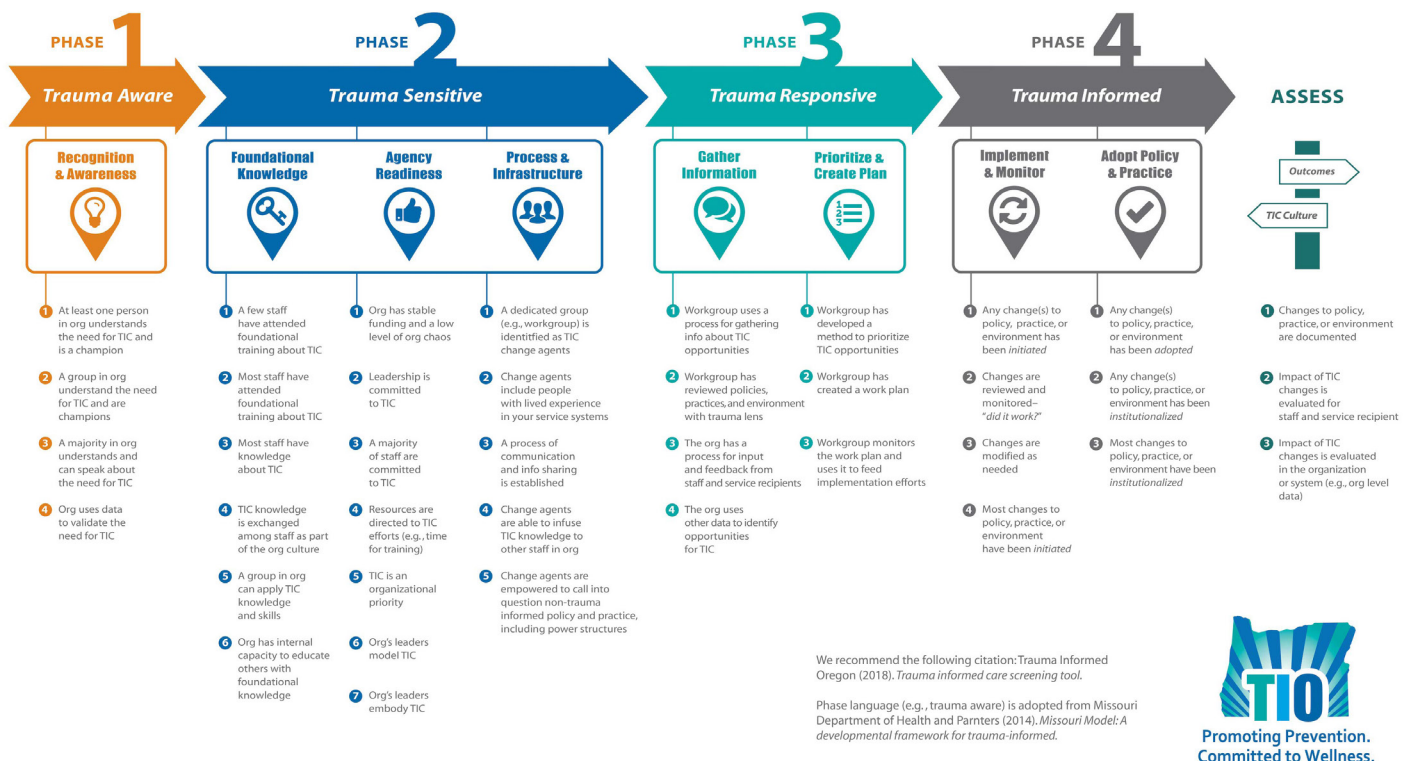 PHASE 1
Trauma Aware
Recognition
& Awareness
1 At least one person
in org understands
the need for TIC and
is a champion
2 A group in org
understand the need
for TIC and are
champions
3 A majority in org
understands and
can speak about
the need for TIC
4 Org uses data
to validate the
need for TIC
PHASE 2
Trauma Sensitive
Foundational
Knowledge
1 A few staff
have attended
foundational
training about TIC
2 Most staff have
attended
foundational
training about TIC
3 Most staff have
knowledge
about TIC
4 TIC knowledge
is exchanged
among staff as part
of the org culture
5 A group in org
can apply TIC
knowledge
and skills
6 Org has internal
capacity to educate
others with
foundational
knowledge
Agency
Readiness
1 Org has stable
funding and a low
level of org chaos
2 Leadership is
committed
to TIC
3 A majority
of staff are
committed
to TIC
4 Resources are
directed to TIC
efforts (e.g., time
for training)
5 TIC is an
organizational
priority
6 Org's leaders
model TIC
7 Org's leaders
embody TIC
Process &
Infrastructure
1 A dedicated group
(e.g., workgroup) is
identified as TIC
change agents
2 Change agents
include people
with lived experience
in your service systems
3 A process of
communication
and info sharing
is established
4 Change agents
are able to infuse
TIC knowledge to
other staff in org
5 Change agents are
empowered to call into
question non-trauma
informed policy and practice,
including power structures
PHASE 3
Trauma Responsive
Gather
Information
1 Workgroup uses a
process for gathering
info about TIC
opportunities
2 Workgroup has
reviewed policies,
practices, and environment
with trauma lens
3 The org has a
process for input
and feedback from
staff and service recipients
4 The org uses
other data to identify
opportunities
for TIC
Prioritize &
Create Plan
1
2
3
1 Workgroup has
developed a
method to prioritize
TIC opportunities
2 Workgroup has
created a work plan
3 Workgroup monitors
the work plan and
uses it to feed
implementation efforts
PHASE 4
Trauma Informed
Implement
& Monitor
1 Any change(s) to
policy, practice, or
environment has
been initiated
2 Changes are
reviewed and
monitored–
"did it work?"
3 Changes are
modified as
needed
4 Most changes to
policy, practice, or
environment
have been initiated
Adopt Policy
& Practice
1 Any change(s)
to policy, practice,
or environment
has been adopted
2 Any change(s)
to policy, practice, or
environment has been
institutionalized
3 Most changes to
policy, practice, or
environment have been
institutionalized
ASSESS
Outcomes
TIC Culture
1 Changes to policy,
practice, or environment
are documented
2 Impact of TIC
changes is
evaluated for
staff and service recipient
3 Impact of TIC
changes is evaluated
in the organization
or system (e.g., org level
data)
We recommend the following citation: Trauma Informed
Oregon (2018). Trauma informed care screening tool.
Phase language (e.g., trauma aware) is adopted from Missouri
Department of Health and Parnters (2014). Missouri Model: A
developmental framework for trauma-informed.
TIO
Promoting Prevention.
Committed to Wellness.